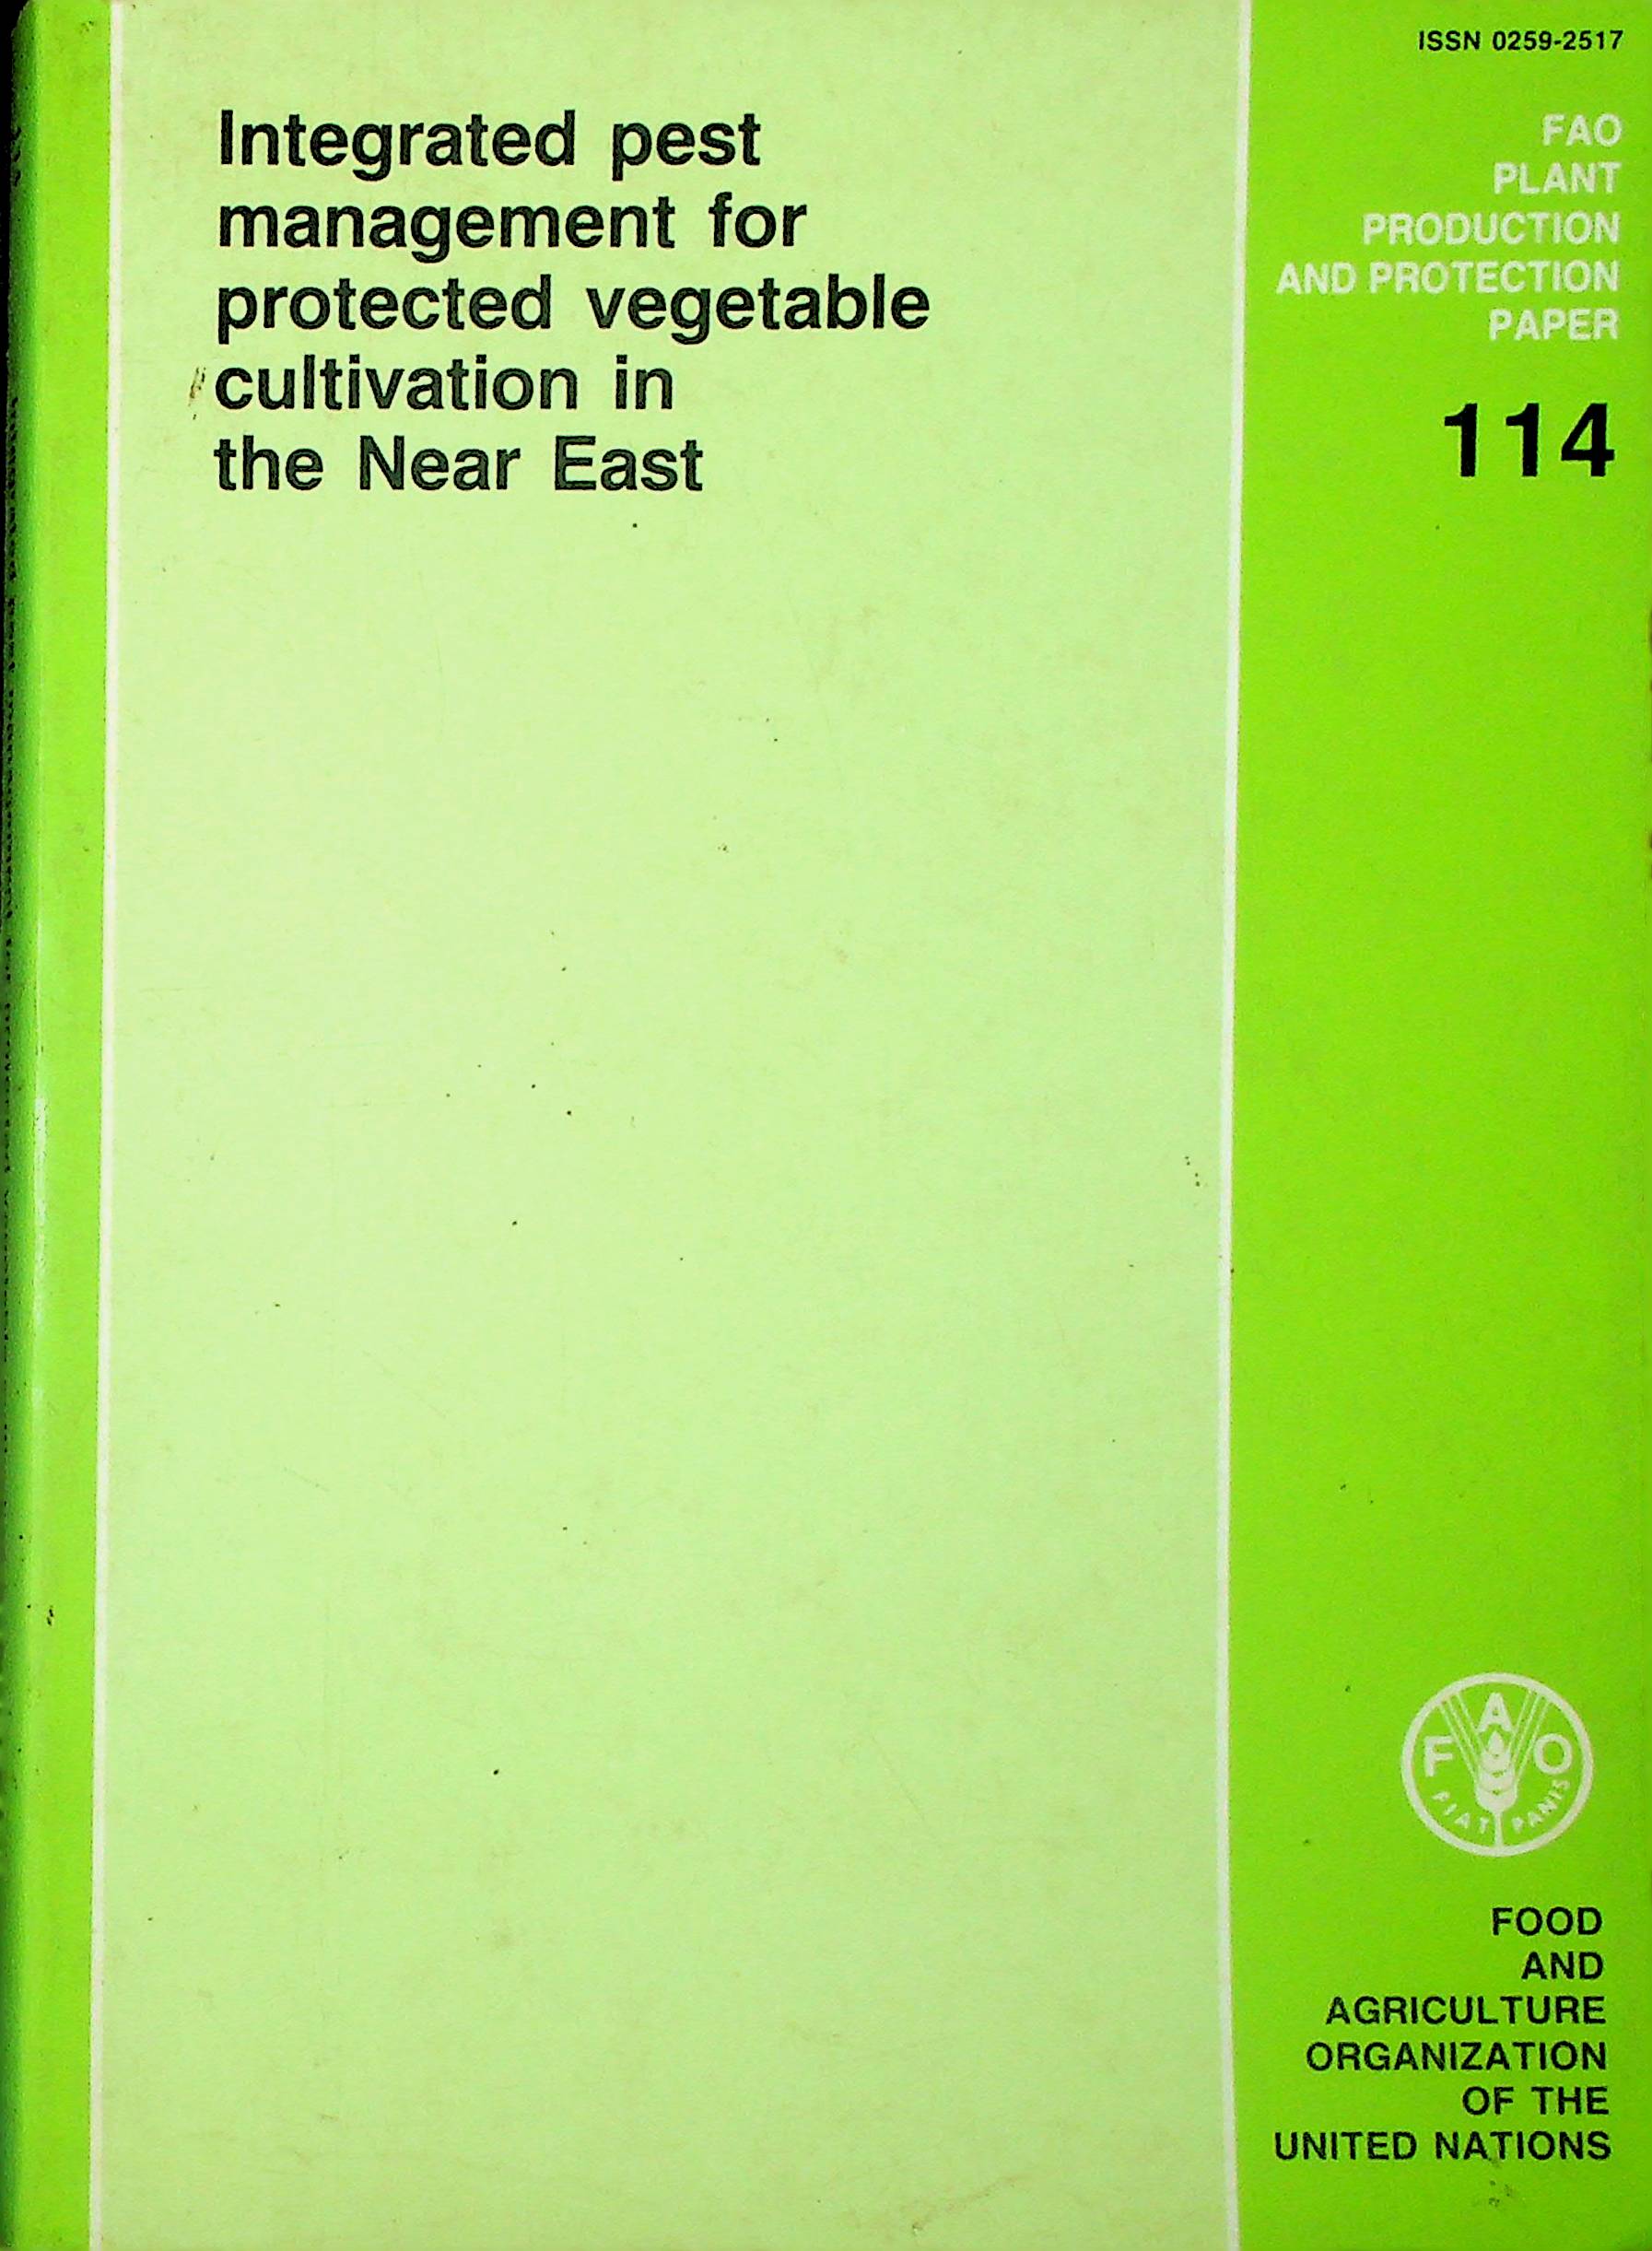 Integrated pest
management for
protected vegetable
cultivation in
the Near East
ISSN 0259-2517
FAO
PLANT
PRODUCTION
AND PROTECTION
PAPER
114
F A O
FIAT PANIS
FOOD
AND
AGRICULTURE
ORGANIZATION
OF THE
UNITED NATIONS